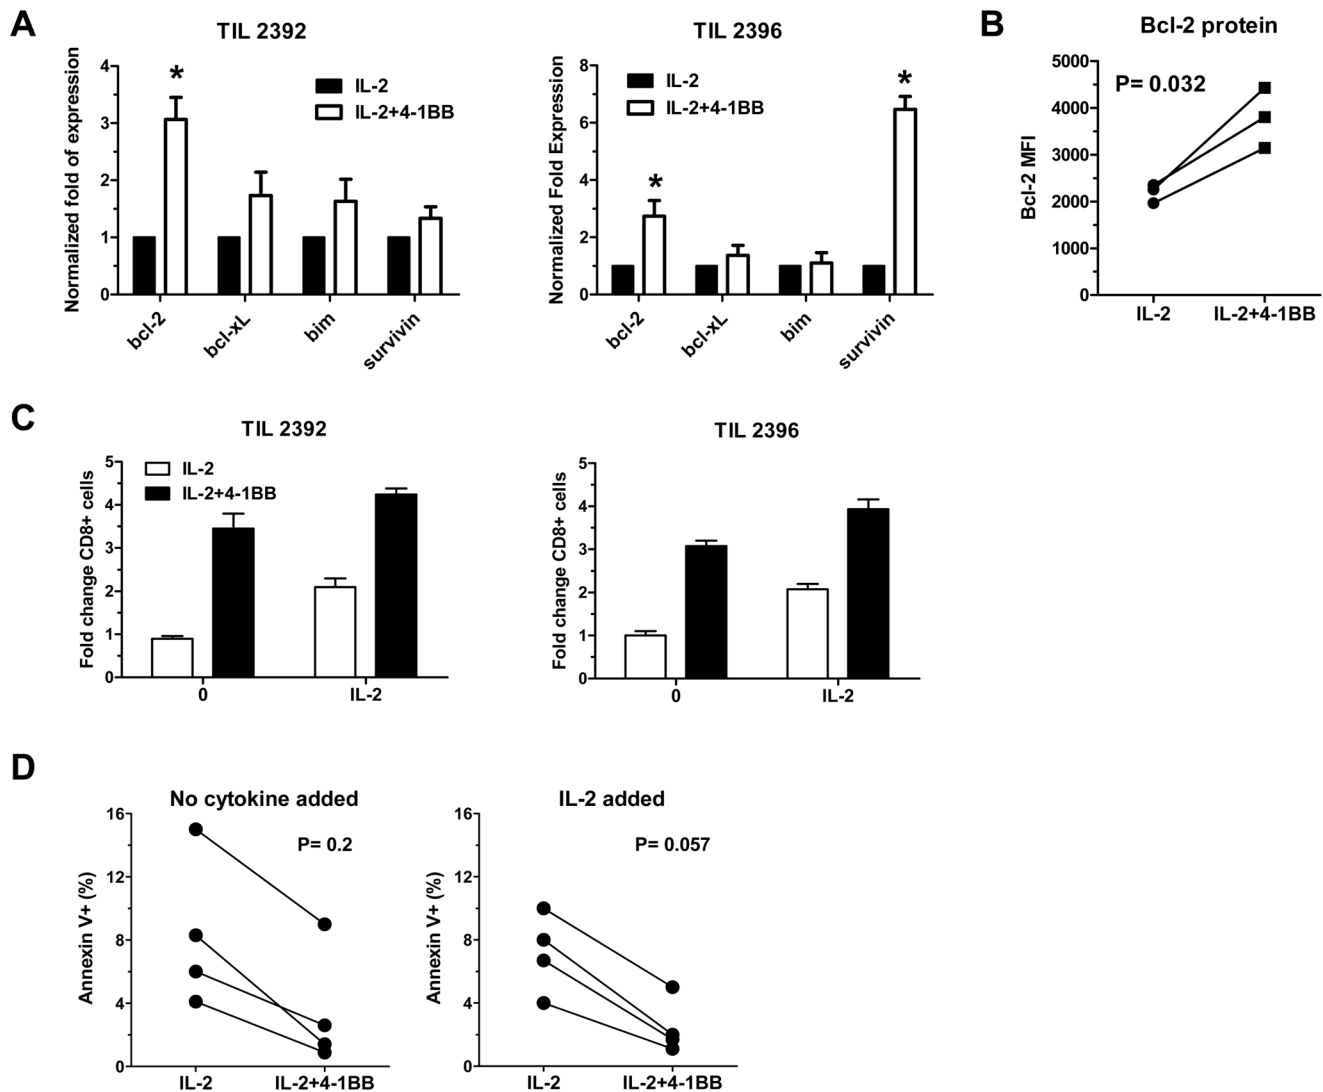 A
TIL 2392
Normalized fold of expression
4
3
2
1
0
*
IL-2
IL-2+4-1BB
bcl-2
bcl-xL
bim
survivin
TIL 2396
Normalized Fold Expression
8
6
4
2
0
IL-2
IL-2+4-1BB
*
*
bcl-2
bcl-xL
bim
survivin
B
Bcl-2 protein
Bcl-2 MFI
5000
4000
3000
2000
1000
0
P= 0.032
IL-2
IL-2+4-1BB
C
TIL 2392
Fold change CD8+ cells
5
4
3
2
1
0
IL-2
IL-2+4-1BB
0
IL-2
TIL 2396
Fold change CD8+ cells
5
4
3
2
1
0
0
IL-2
D
No cytokine added
Annexin V+ (%)
16
12
8
4
0
P= 0.2
IL-2
IL-2+4-1BB
IL-2 added
Annexin V+ (%)
16
12
8
4
0
P= 0.057
IL-2
IL-2+4-1BB